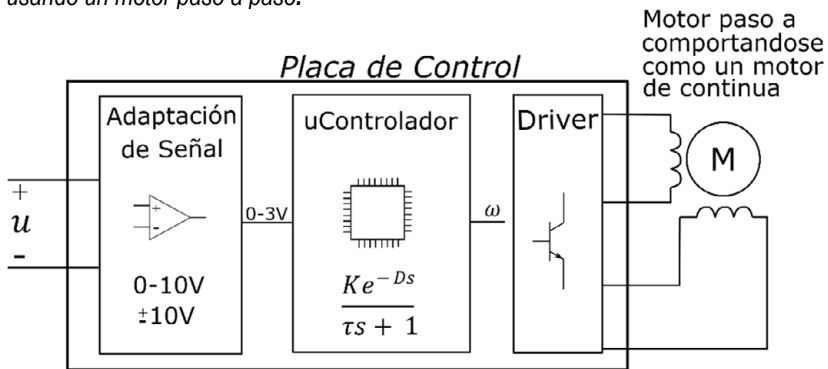 usando un motor paso a paso.
Motor paso a
comportandose
como un motor
de continua
Placa de Control
Adaptación
de Señal
0-10V
±10V
uControlador
Ke^{-Ds}
τs + 1
Driver
M
+
u
-
0-3V
ω